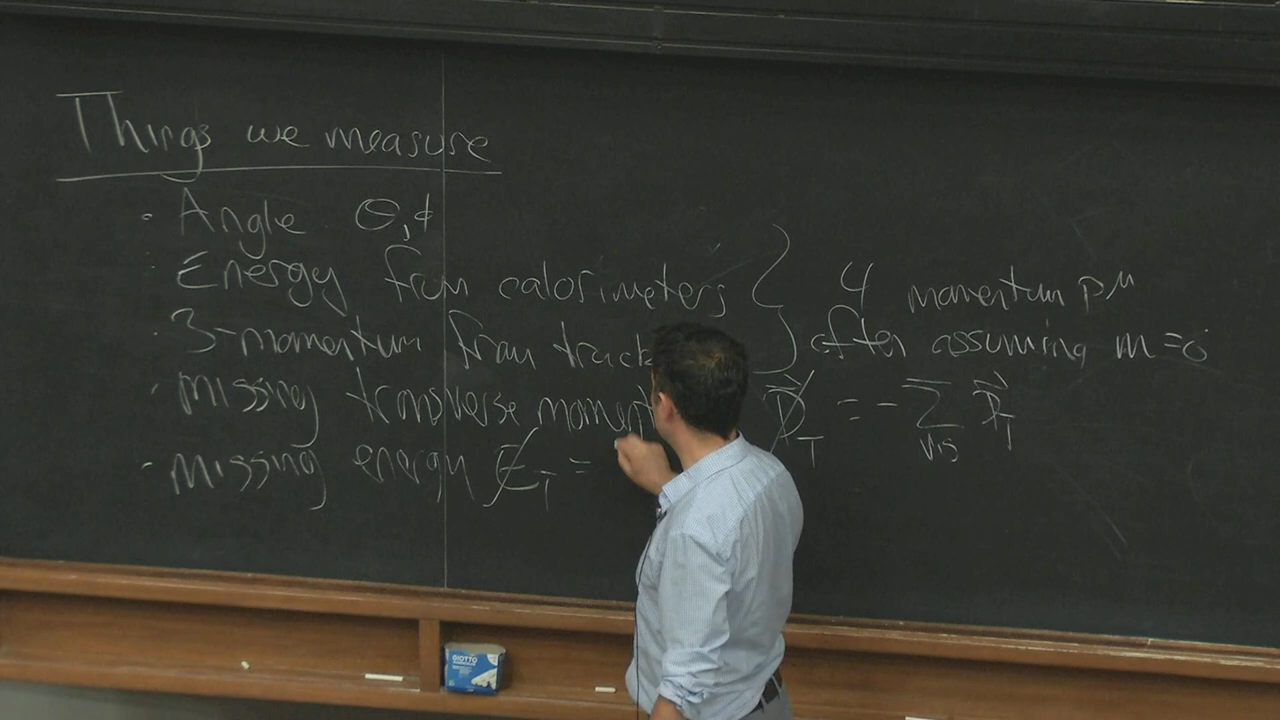 Things we measure
· Angle θ, ϕ
· Energy from calorimeters } 4 momentum pμ
· 3-momentum from track after assuming m=0
· missing transverse moment p̸⃗_T = - Σ_vis p⃗_T
· missing energy E̸_T =
GIOTTO